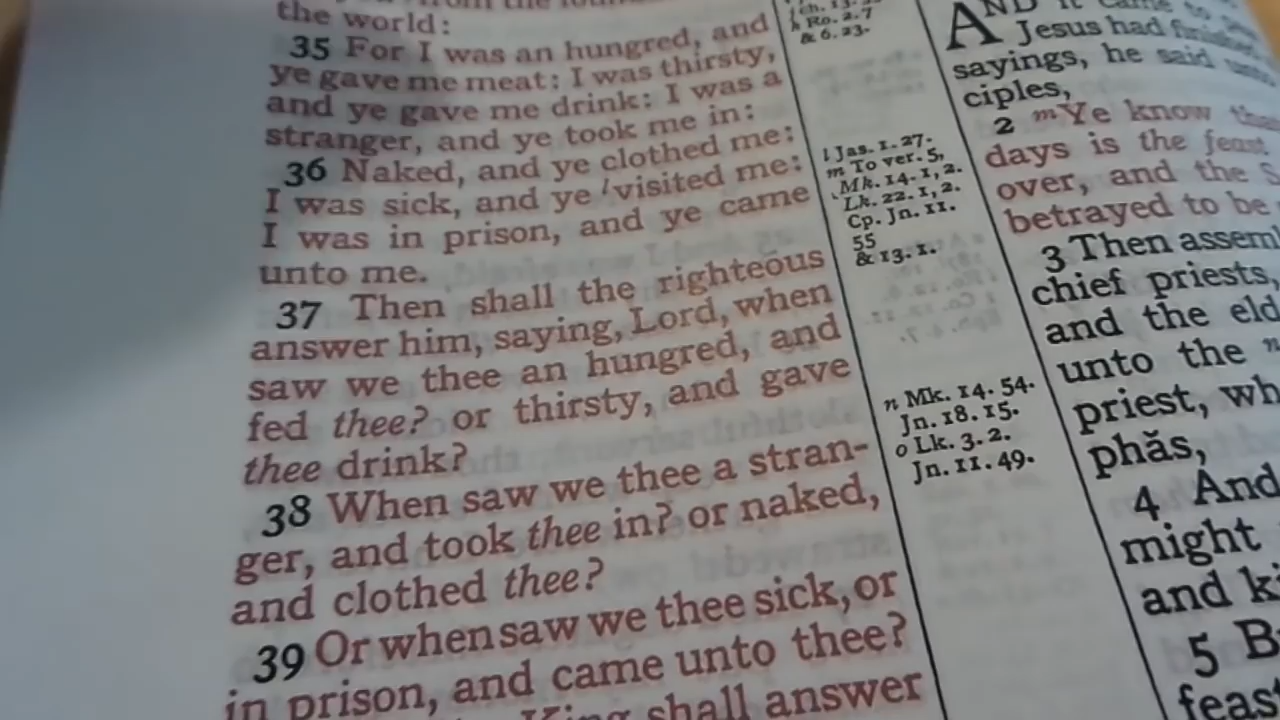 the world:
35 For I was an hungred, and
ye gave me meat: I was thirsty,
and ye gave me drink: I was a
stranger, and ye took me in:
36 Naked, and ye clothed me:
I was sick, and ye l visited me:
I was in prison, and ye came
unto me.
37 Then shall the righteous
answer him, saying, Lord, when
saw we thee an hungred, and
fed thee? or thirsty, and gave
thee drink?
38 When saw we thee a stran-
ger, and took thee in? or naked,
and clothed thee?
39 Or when saw we thee sick, or
in prison, and came unto thee?
King shall answer
h Ro. 2. 7
& 6. 23.
l Jas. 1. 27.
m To ver. 5,
Mk. 14. 1, 2.
Lk. 22. 1, 2.
Cp. Jn. 11.
55
& 13. 1.
n Mk. 14. 54.
Jn. 18. 15.
o Lk. 3. 2.
Jn. 11. 49.
AND it came to
Jesus had
sayings, he said
ciples,
2 m Ye know
days is the feast
over, and the S
betrayed to be
3 Then assem
chief priests,
and the eld
unto the n
priest, wh
phăs,
4 And
might
and ki
5 B
feast